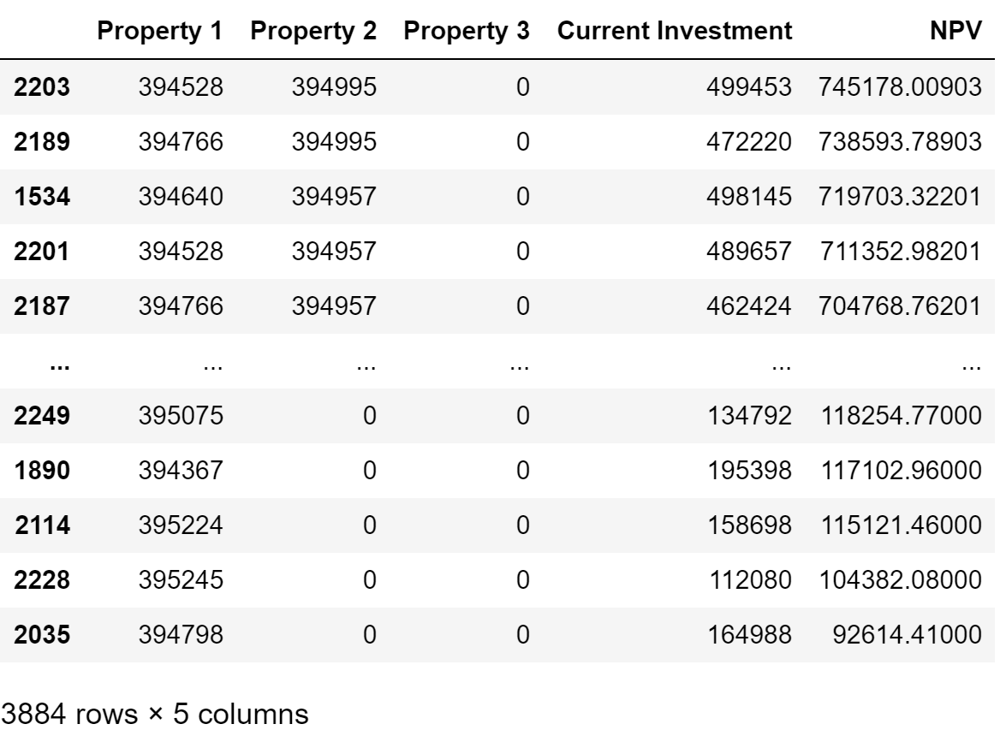 Property 1 Property 2 Property 3 Current Investment NPV
2203 394528 394995 0 499453 745178.00903
2189 394766 394995 0 472220 738593.78903
1534 394640 394957 0 498145 719703.32201
2201 394528 394957 0 489657 711352.98201
2187 394766 394957 0 462424 704768.76201
... ... ... ... ... ...
2249 395075 0 0 134792 118254.77000
1890 394367 0 0 195398 117102.96000
2114 395224 0 0 158698 115121.46000
2228 395245 0 0 112080 104382.08000
2035 394798 0 0 164988 92614.41000
3884 rows × 5 columns